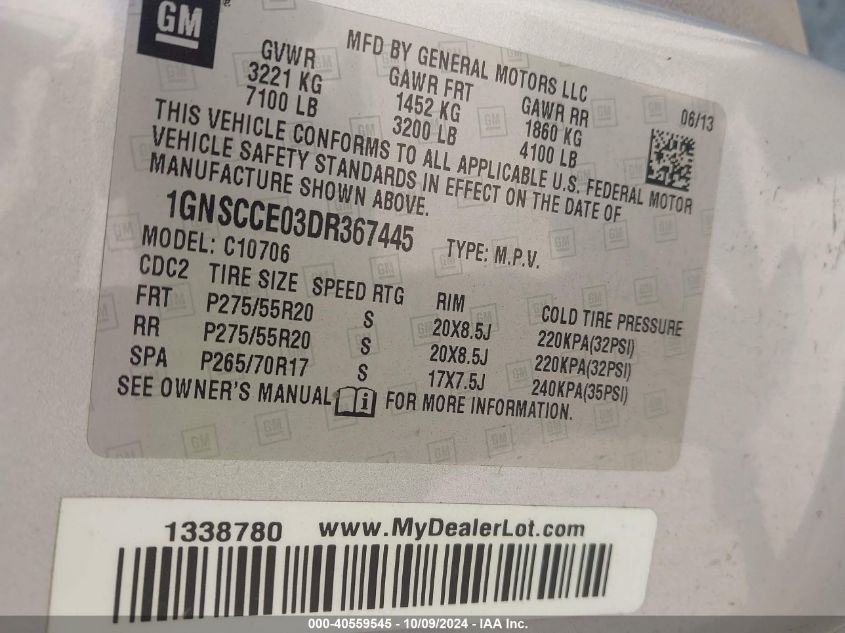 GM
MFD BY GENERAL MOTORS LLC
GVWR GAWR FRT GAWR RR 06/13
3221 KG 1452 KG 1860 KG
7100 LB 3200 LB 4100 LB
THIS VEHICLE CONFORMS TO ALL APPLICABLE U.S. FEDERAL MOTOR
VEHICLE SAFETY STANDARDS IN EFFECT ON THE DATE OF
MANUFACTURE SHOWN ABOVE.
1GNSCCE03DR367445 TYPE: M.P.V.
MODEL: C10706
CDC2 TIRE SIZE SPEED RTG RIM COLD TIRE PRESSURE
FRT P275/55R20 S 20X8.5J 220KPA(32PSI)
RR P275/55R20 S 20X8.5J 220KPA(32PSI)
SPA P265/70R17 S 17X7.5J 240KPA(35PSI)
SEE OWNER'S MANUAL i FOR MORE INFORMATION.
1338780 www.MyDealerLot.com
000-40559545 - 10/09/2024 - IAA Inc.